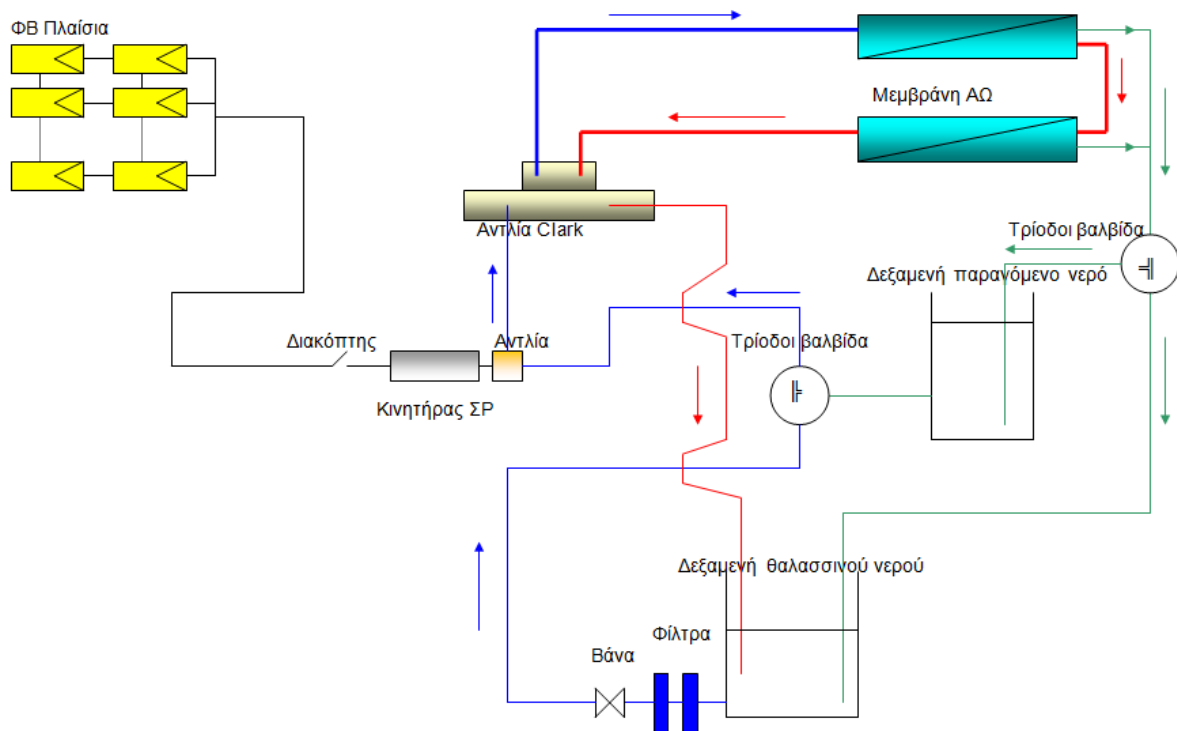 ΦΒ Πλαίσια
Μεμβράνη ΑΩ
Αντλία Clark
Τρίοδοι βαλβίδα
Δεξαμενή παραγόμενο νερό
Διακόπτης
Αντλία
Τρίοδοι βαλβίδα
Κινητήρας ΣΡ
Δεξαμενή θαλασσινού νερού
Φίλτρα
Βάνα